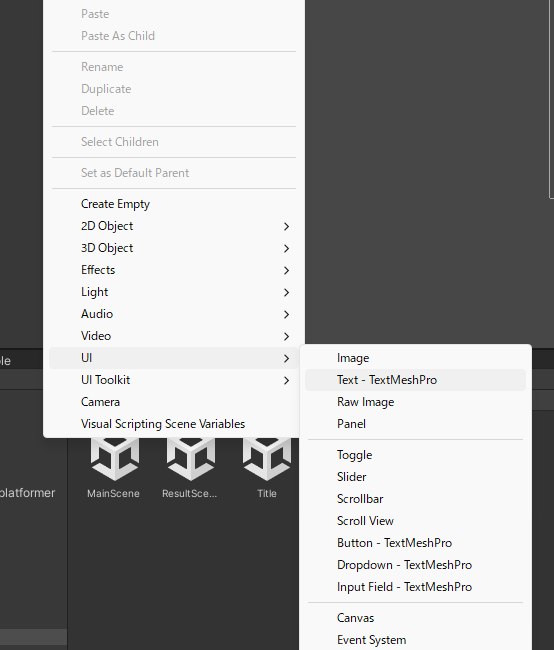 Paste
Paste As Child
Rename
Duplicate
Delete
Select Children
Set as Default Parent
Create Empty
2D Object
3D Object
Effects
Light
Audio
Video
UI
UI Toolkit
Camera
Visual Scripting Scene Variables
Image
Text - TextMeshPro
Raw Image
Panel
Toggle
Slider
Scrollbar
Scroll View
Button - TextMeshPro
Dropdown - TextMeshPro
Input Field - TextMeshPro
Canvas
Event System
le
platformer
MainScene
ResultSce...
Title